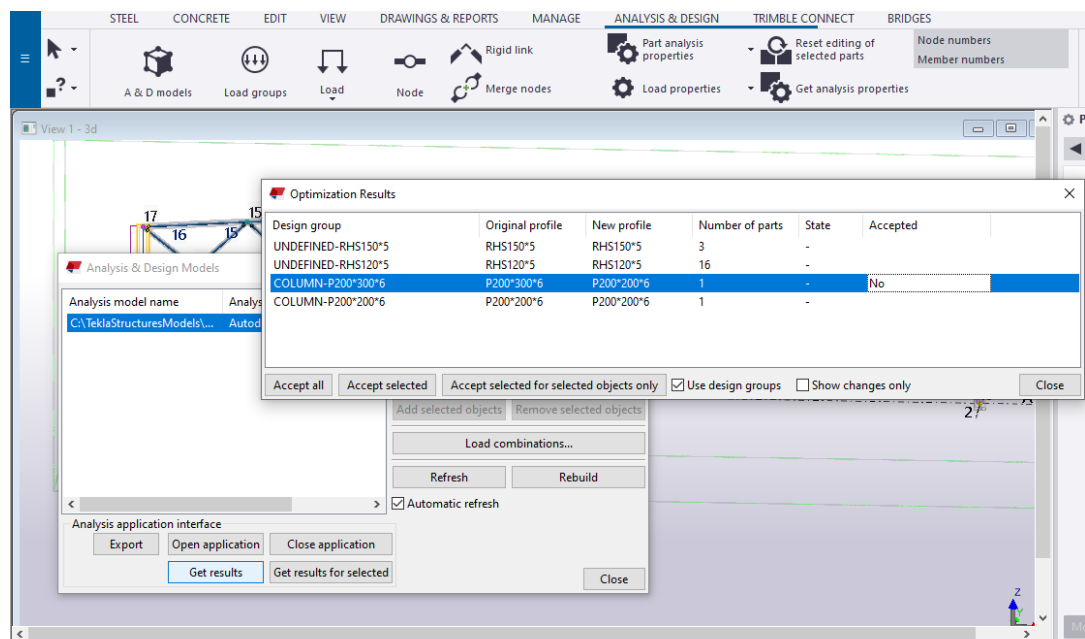 STEEL CONCRETE EDIT VIEW DRAWINGS & REPORTS MANAGE ANALYSIS & DESIGN TRIMBLE CONNECT BRIDGES
A & D models
Load groups
Load
Node
Rigid link
Merge nodes
Part analysis
properties
Load properties
Reset editing of
selected parts
Get analysis properties
Node numbers
Member numbers
?
View 1 - 3d
P
17
16
15
15
Optimization Results
Design group Original profile New profile Number of parts State Accepted
UNDEFINED-RHS150*5 RHS150*5 RHS150*5 3 -
UNDEFINED-RHS120*5 RHS120*5 RHS120*5 16 -
COLUMN-P200*300*6 P200*300*6 P200*200*6 1 - No
COLUMN-P200*200*6 P200*200*6 P200*200*6 1 -
Accept all Accept selected Accept selected for selected objects only Use design groups Show changes only Close
Analysis & Design Models
Analysis model name Analys
C:\TeklaStructuresModels\... Autod
Add selected objects Remove selected objects
Load combinations...
Refresh Rebuild
Automatic refresh
Analysis application interface
Export Open application Close application
Get results Get results for selected
Close
2
Z